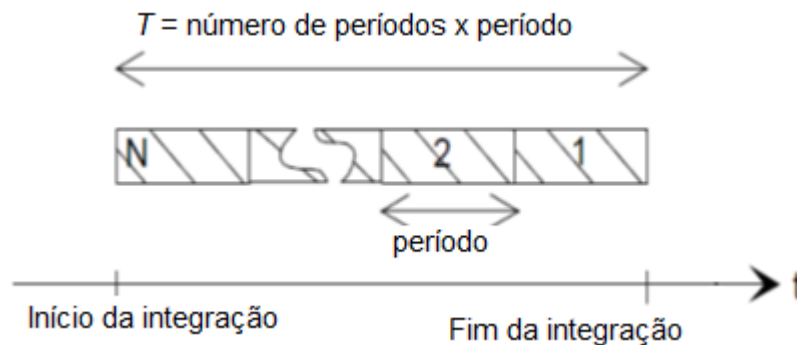 T = número de períodos x período
N 2 1
período
t
Início da integração
Fim da integração